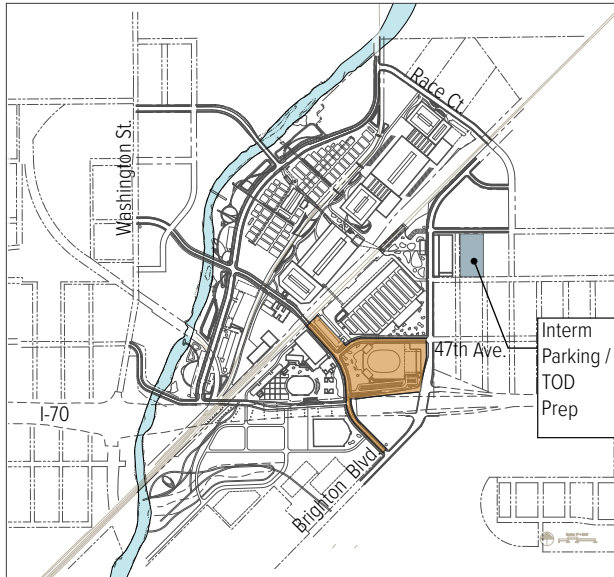 Race Ct.
Washington St.
47th Ave.
Interm
Parking /
TOD
Prep
I-70
Brighton Blvd.